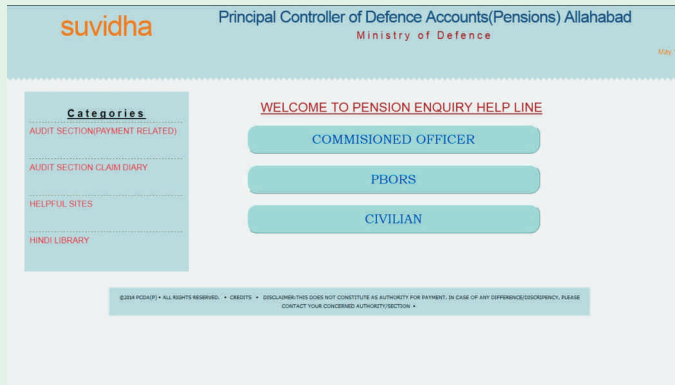 suvidha
Principal Controller of Defence Accounts(Pensions) Allahabad
Ministry of Defence
May
Categories
AUDIT SECTION(PAYMENT RELATED)
AUDIT SECTION CLAIM DIARY
HELPFUL SITES
HINDI LIBRARY
WELCOME TO PENSION ENQUIRY HELP LINE
COMMISIONED OFFICER
PBORS
CIVILIAN
©2014 PCDA(P) • ALL RIGHTS RESERVED. • CREDITS • DISCLAIMER:THIS DOES NOT CONSTITUTE AS AUTHORITY FOR PAYMENT. IN CASE OF ANY DIFFERENCE/DISCRIPENCY, PLEASE
CONTACT YOUR CONCERNED AUTHORITY/SECTION •